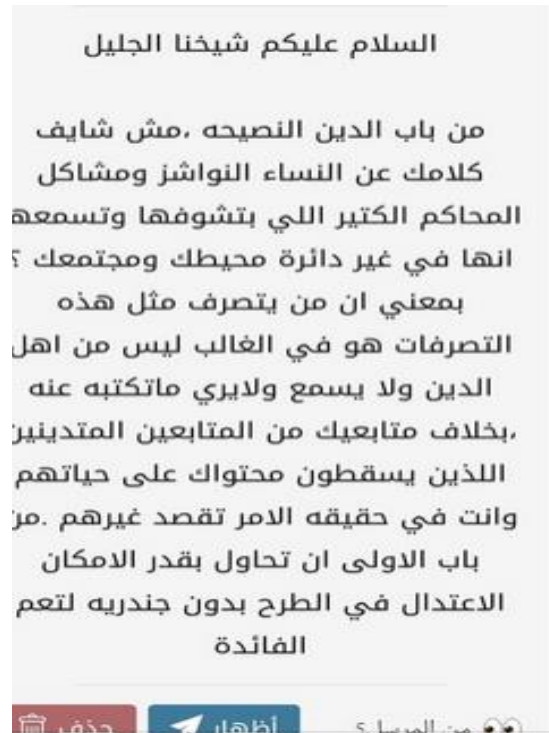 السلام عليكم شيخنا الجليل
من باب الدين النصيحه ،مش شايف
كلامك عن النساء النواشز ومشاكل
المحاكم الكتير اللي بتشوفها وتسمعه
انها في غير دائرة محيطك ومجتمعك ؟
بمعني ان من يتصرف مثل هذه
التصرفات هو في الغالب ليس من اهل
الدين ولا يسمع ولايري ماتكتبه عنه
،بخلاف متابعيك من المتابعين المتدينين
اللذين يسقطون محتواك على حياتهم
وانت في حقيقه الامر تقصد غيرهم .من
باب الاولى ان تحاول بقدر الامكان
الاعتدال في الطرح بدون جندريه لتعم
الفائدة
من المرسل؟ أظهار حذف